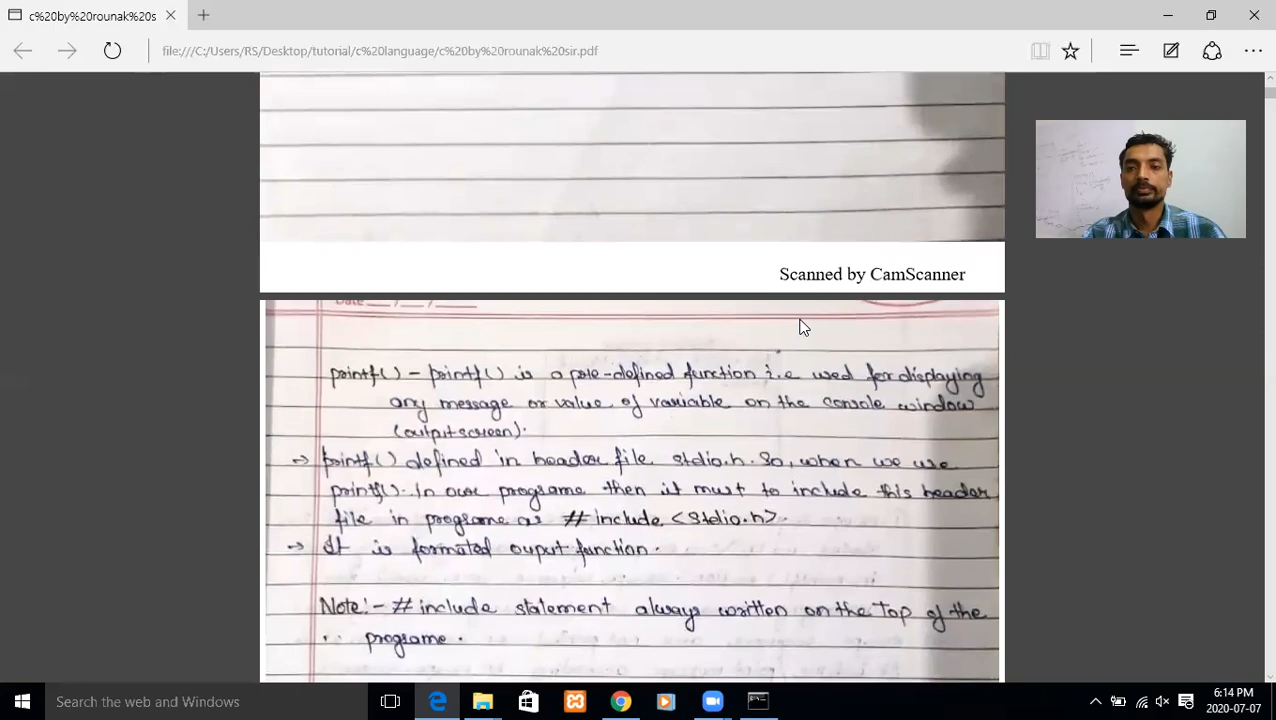 c%20by%20rounak%20s
file:///C:/Users/RS/Desktop/tutorial/c%20language/c%20by%20rounak%20sir.pdf
Scanned by CamScanner
Date __/__/____
printf() - printf() is a pre-defined function i.e used for displaying
any message or value of variable on the console window
(output screen).
→ printf() defined in header file stdio.h. So, when we use
printf(). In our programe then it must to include this header
file in programe as #include <stdio.h>.
→ It is formated ouput function.
Note:- #include statement always written on the Top of the
programe.
Search the web and Windows
6:14 PM
2020-07-07